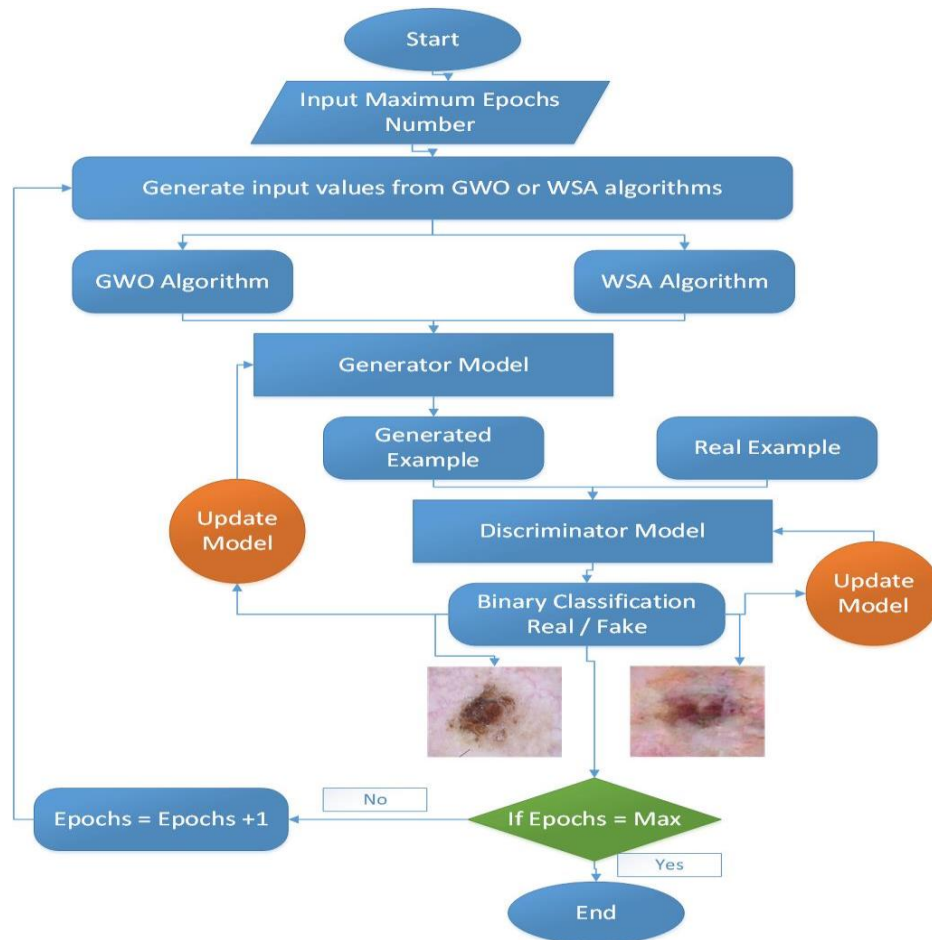 Start
Input Maximum Epochs
Number
Generate input values from GWO or WSA algorithms
GWO Algorithm
WSA Algorithm
Generator Model
Generated
Example
Real Example
Update
Model
Discriminator Model
Update
Model
Binary Classification
Real / Fake
No
Epochs = Epochs +1
If Epochs = Max
Yes
End